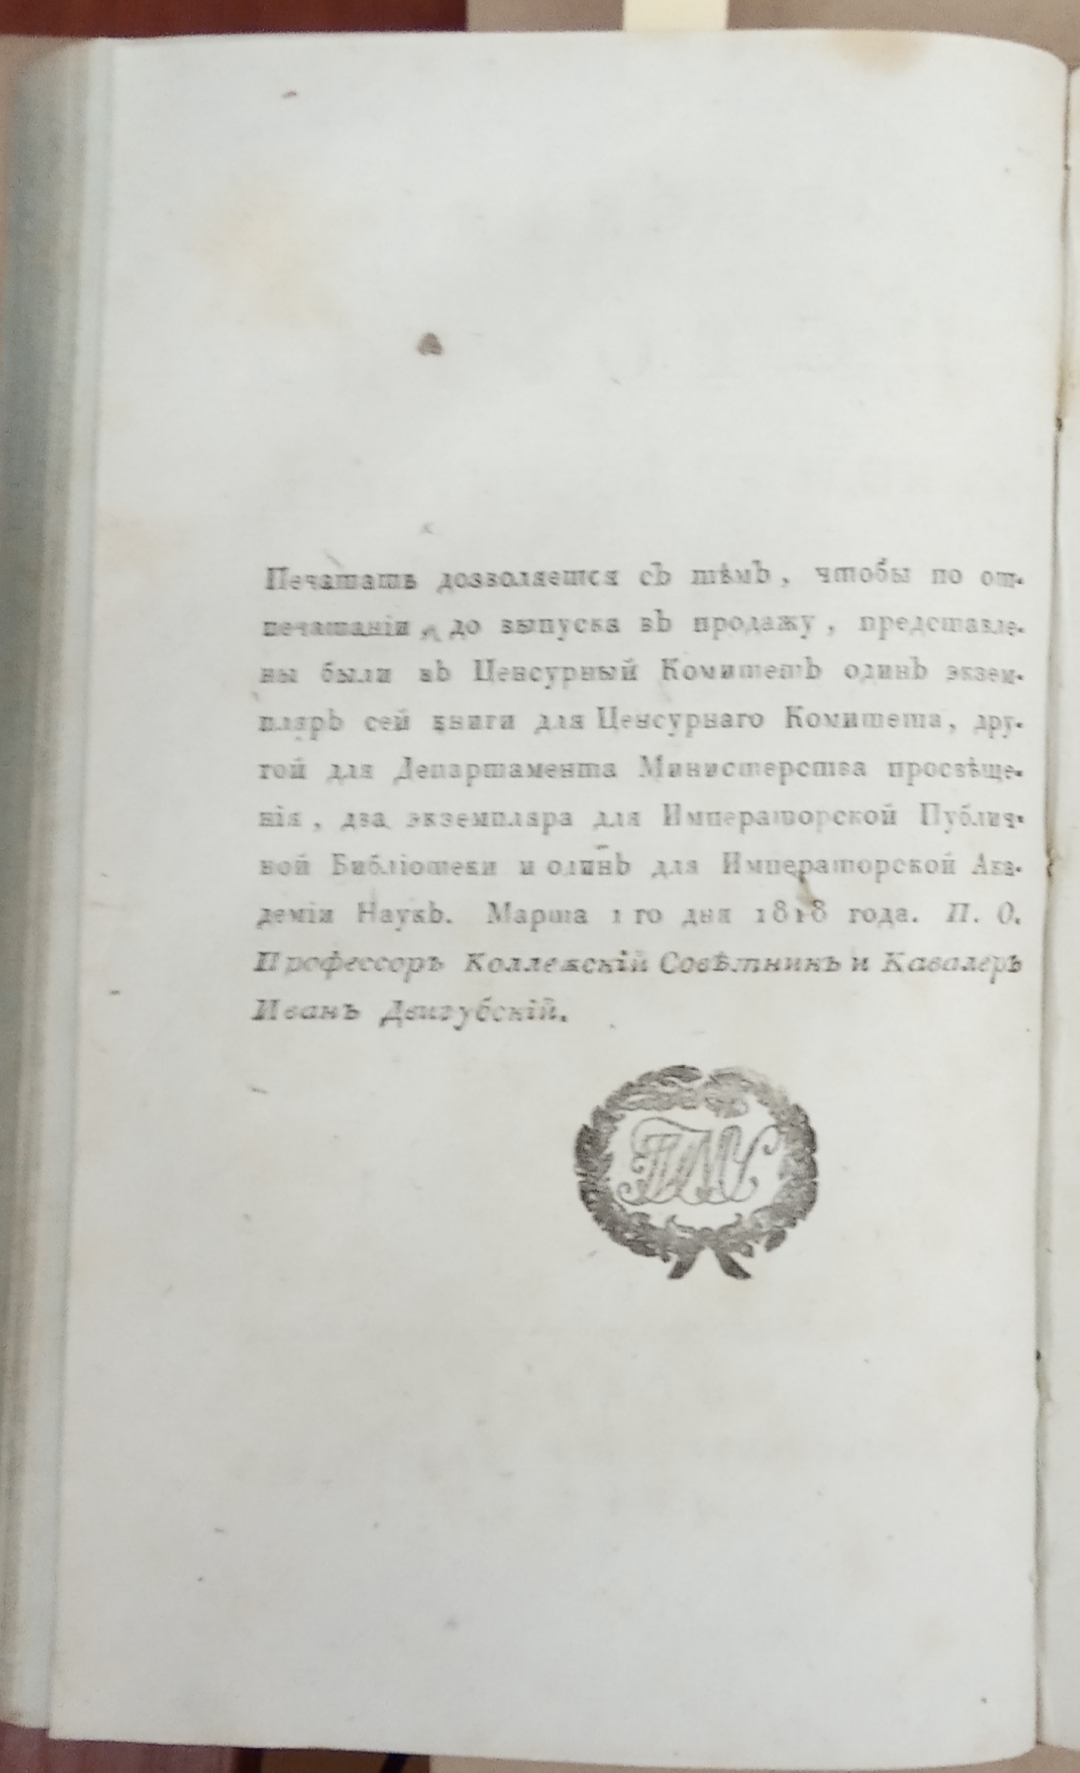 Печатать дозволяется съ тѣмъ, чтобы по от-
печатаніи, до выпуска въ продажу, представле-
ны были въ Ценсурный Комитетъ одинъ экзем-
пляръ сей книги для Ценсурнаго Комитета, дру-
гой для Департамента Министерства просвѣще-
нія, два экземпляра для Императорской Публич-
ной Библіотеки и одинъ для Императорской Ака-
деміи Наукъ. Марта 1 го дня 1818 года. П. О.
Профессоръ Коллежскій Совѣтникъ и Кавалеръ
Иванъ Двигубскій.